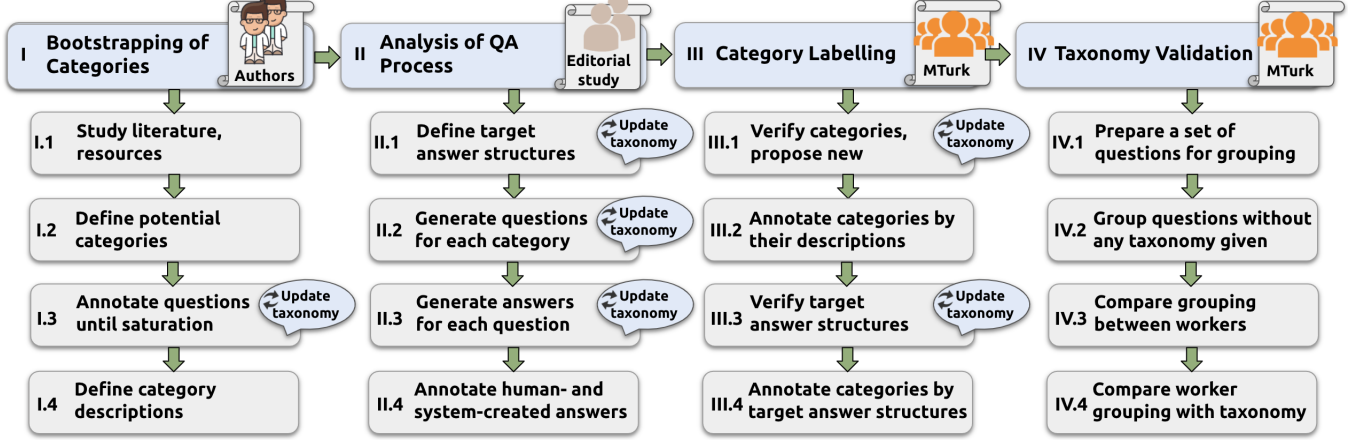 I Bootstrapping of
Categories
Authors
I.1 Study literature,
resources
I.2 Define potential
categories
I.3 Annotate questions
until saturation
Update
taxonomy
I.4 Define category
descriptions
II Analysis of QA
Process
Editorial
study
II.1 Define target
answer structures
Update
taxonomy
II.2 Generate questions
for each category
Update
taxonomy
II.3 Generate answers
for each question
Update
taxonomy
II.4 Annotate human- and
system-created answers
III Category Labelling
MTurk
III.1 Verify categories,
propose new
Update
taxonomy
III.2 Annotate categories by
their descriptions
III.3 Verify target
answer structures
Update
taxonomy
III.4 Annotate categories by
target answer structures
IV Taxonomy Validation
MTurk
IV.1 Prepare a set of
questions for grouping
IV.2 Group questions without
any taxonomy given
IV.3 Compare grouping
between workers
IV.4 Compare worker
grouping with taxonomy